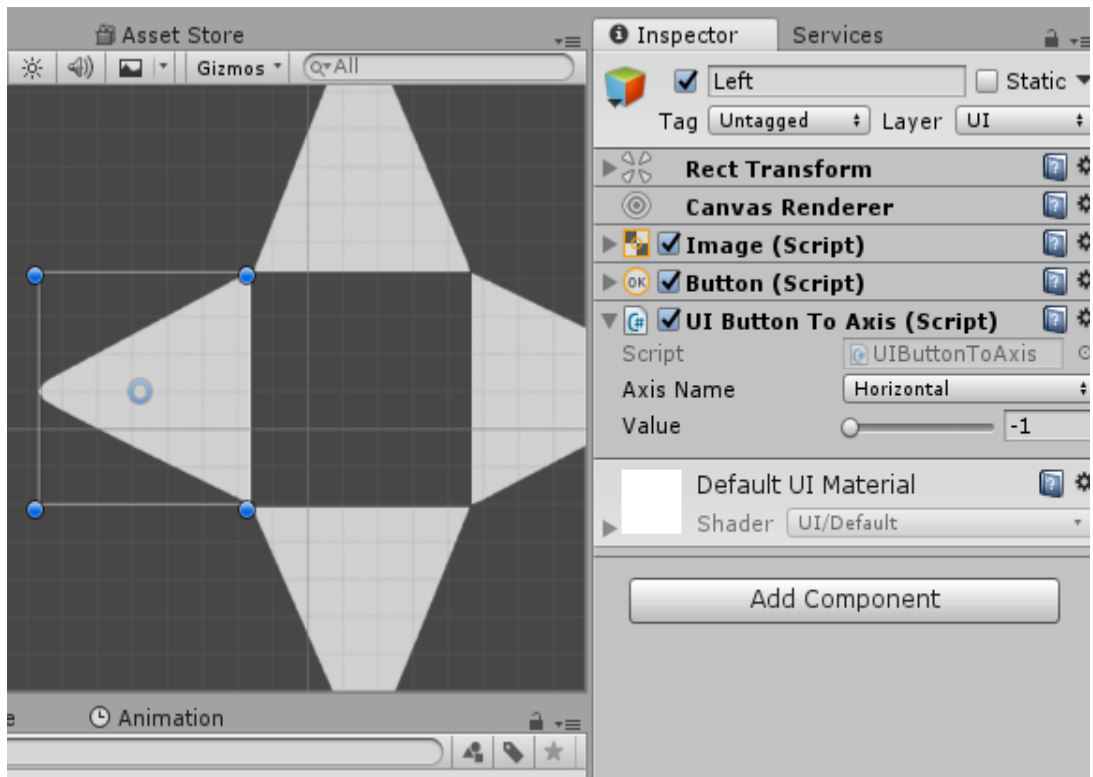 Asset Store
Gizmos
All
Inspector
Services
Left
Static
Tag
Untagged
Layer
UI
Rect Transform
Canvas Renderer
Image (Script)
OK
Button (Script)
UI Button To Axis (Script)
Script
UIButtonToAxis
Axis Name
Horizontal
Value
-1
Default UI Material
Shader
UI/Default
Add Component
e
Animation